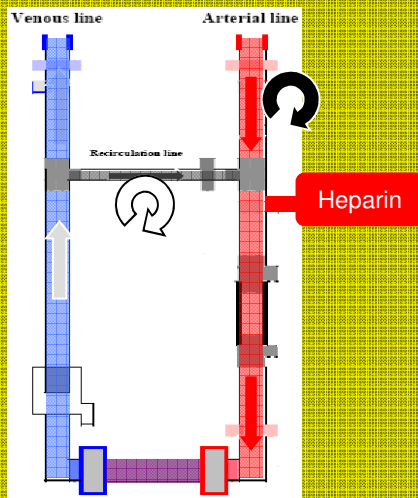 Venous line
Arterial line
Recirculation line
Heparin